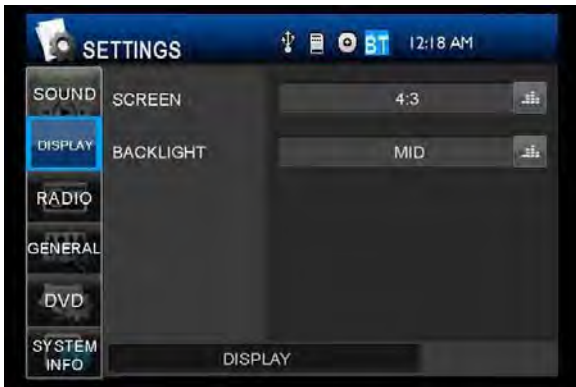 SETTINGS
BT 12:18 AM
SOUND
SCREEN 4:3
DISPLAY
BACKLIGHT MID
RADIO
GENERAL
DVD
SYSTEM
INFO
DISPLAY